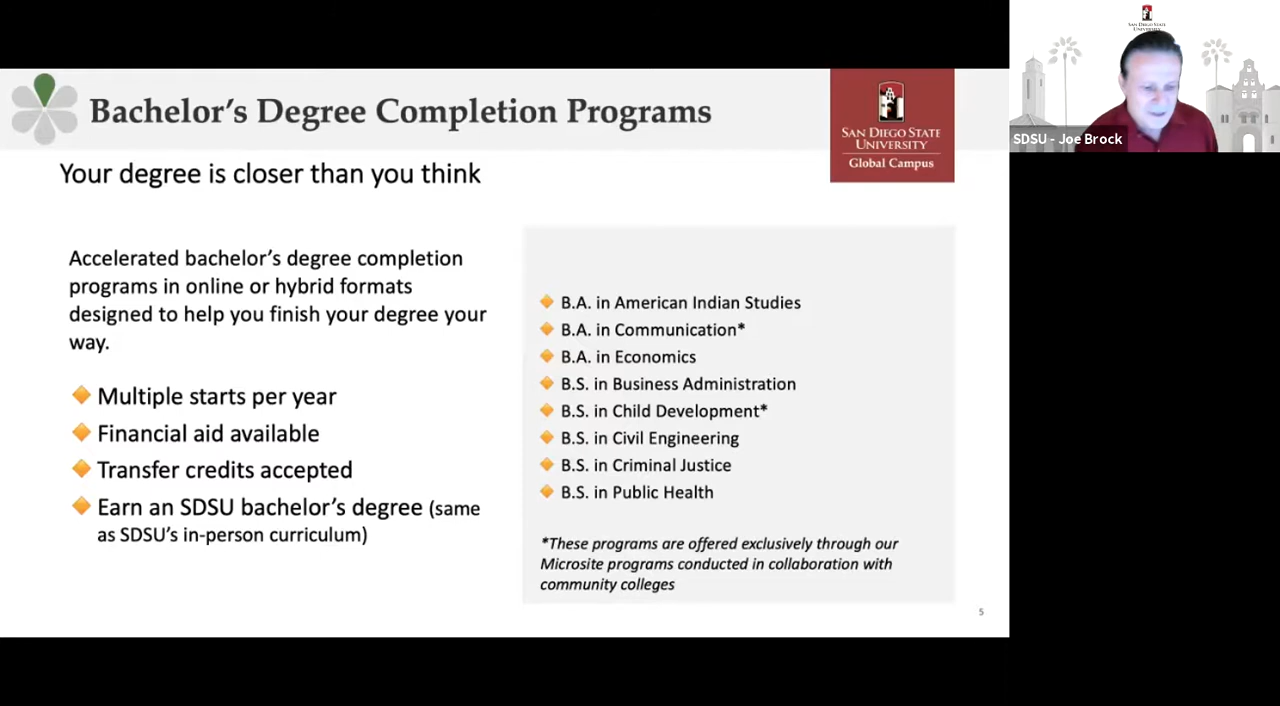 Bachelor's Degree Completion Programs
SAN DIEGO STATE
UNIVERSITY
Global Campus
Your degree is closer than you think
Accelerated bachelor's degree completion
programs in online or hybrid formats
designed to help you finish your degree your
way.
Multiple starts per year
Financial aid available
Transfer credits accepted
Earn an SDSU bachelor's degree (same
as SDSU's in-person curriculum)
B.A. in American Indian Studies
B.A. in Communication*
B.A. in Economics
B.S. in Business Administration
B.S. in Child Development*
B.S. in Civil Engineering
B.S. in Criminal Justice
B.S. in Public Health
*These programs are offered exclusively through our
Microsite programs conducted in collaboration with
community colleges
5
SAN DIEGO STATE
UNIVERSITY
SDSU - Joe Brock